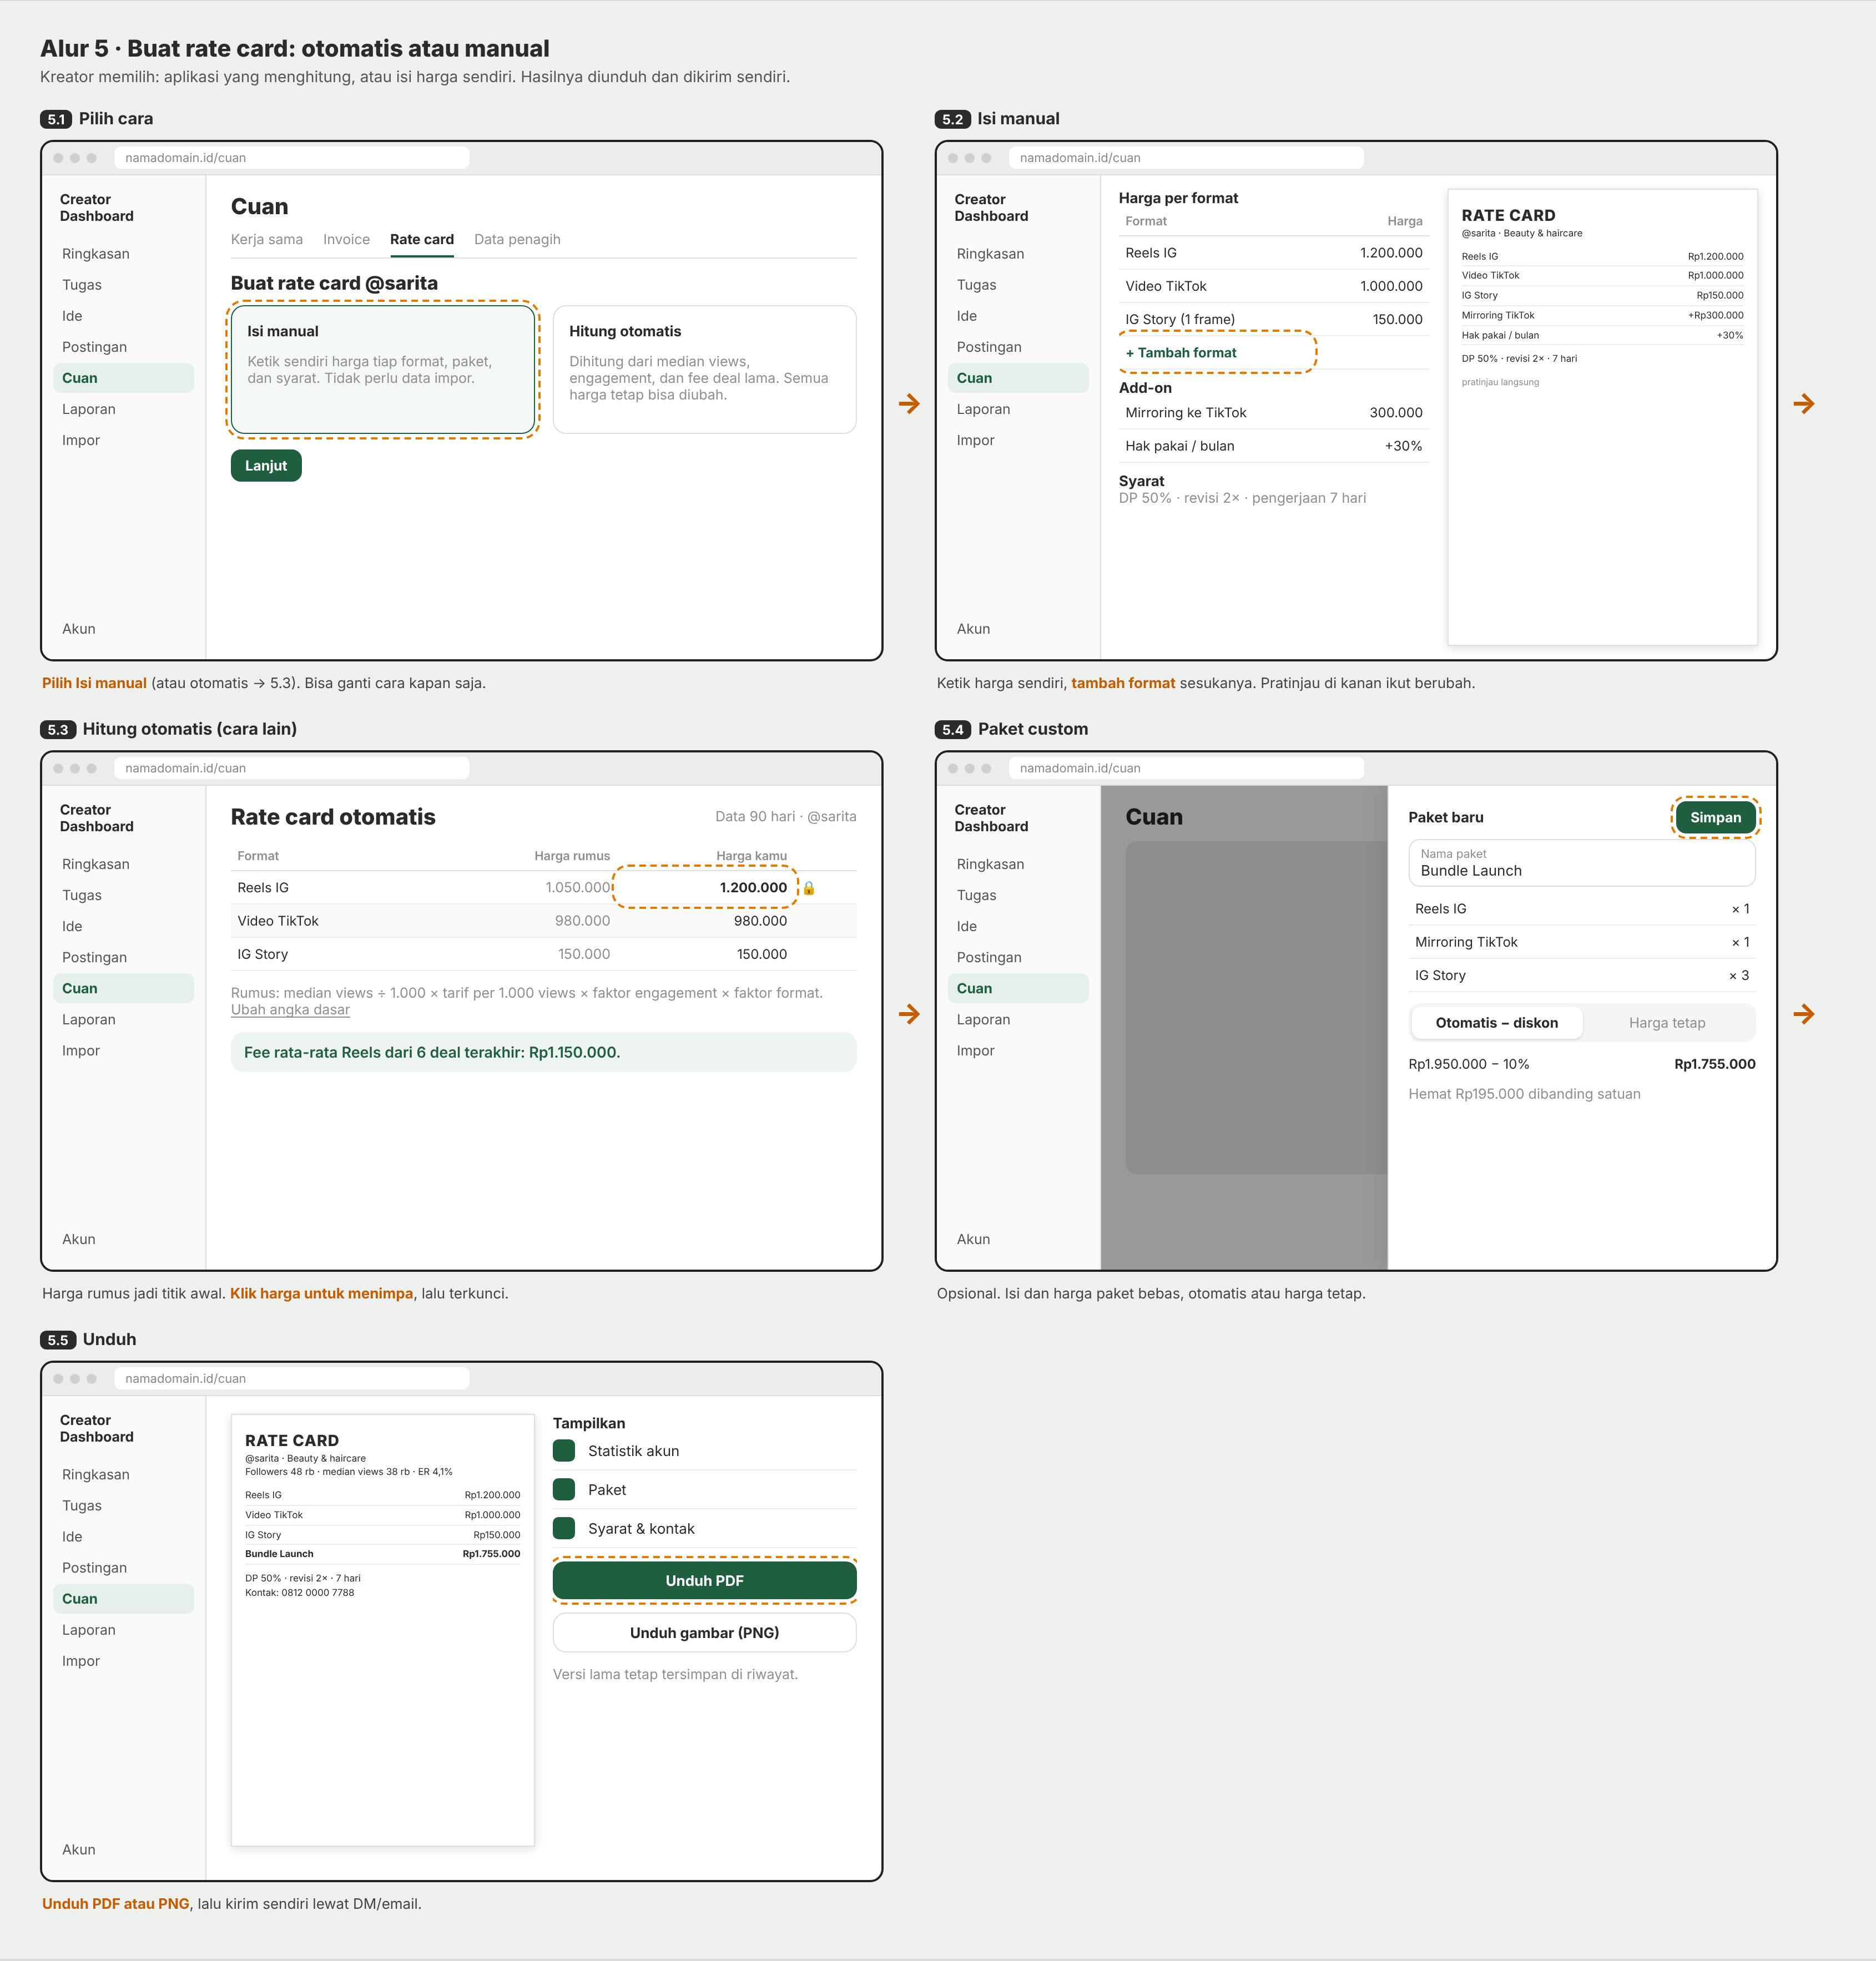 Alur 5 · Buat rate card: otomatis atau manual
Kreator memilih: aplikasi yang menghitung, atau isi harga sendiri. Hasilnya diunduh dan dikirim sendiri.
5.1 Pilih cara
namadomain.id/cuan
Creator
Dashboard
Ringkasan
Tugas
Ide
Postingan
Cuan
Laporan
Impor
Akun
Cuan
Kerja sama Invoice Rate card Data penagih
Buat rate card @sarita
Isi manual
Ketik sendiri harga tiap format, paket,
dan syarat. Tidak perlu data impor.
Hitung otomatis
Dihitung dari median views,
engagement, dan fee deal lama. Semua
harga tetap bisa diubah.
Lanjut
→
Pilih Isi manual (atau otomatis → 5.3). Bisa ganti cara kapan saja.
5.2 Isi manual
namadomain.id/cuan
Creator
Dashboard
Ringkasan
Tugas
Ide
Postingan
Cuan
Laporan
Impor
Akun
Harga per format
Format Harga
Reels IG 1.200.000
Video TikTok 1.000.000
IG Story (1 frame) 150.000
+ Tambah format
Add-on
Mirroring ke TikTok 300.000
Hak pakai / bulan +30%
Syarat
DP 50% · revisi 2× · pengerjaan 7 hari
RATE CARD
@sarita · Beauty & haircare
Reels IG Rp1.200.000
Video TikTok Rp1.000.000
IG Story Rp150.000
Mirroring TikTok +Rp300.000
Hak pakai / bulan +30%
DP 50% · revisi 2× · 7 hari
pratinjau langsung
→
Ketik harga sendiri, tambah format sesukanya. Pratinjau di kanan ikut berubah.
5.3 Hitung otomatis (cara lain)
namadomain.id/cuan
Creator
Dashboard
Ringkasan
Tugas
Ide
Postingan
Cuan
Laporan
Impor
Akun
Rate card otomatis Data 90 hari · @sarita
Format Harga rumus Harga kamu
Reels IG 1.050.000 1.200.000 🔒
Video TikTok 980.000 980.000
IG Story 150.000 150.000
Rumus: median views ÷ 1.000 × tarif per 1.000 views × faktor engagement × faktor format.
Ubah angka dasar
Fee rata-rata Reels dari 6 deal terakhir: Rp1.150.000.
→
Harga rumus jadi titik awal. Klik harga untuk menimpa, lalu terkunci.
5.4 Paket custom
namadomain.id/cuan
Creator
Dashboard
Ringkasan
Tugas
Ide
Postingan
Cuan
Laporan
Impor
Akun
Cuan
Paket baru Simpan
Nama paket
Bundle Launch
Reels IG × 1
Mirroring TikTok × 1
IG Story × 3
Otomatis − diskon Harga tetap
Rp1.950.000 − 10% Rp1.755.000
Hemat Rp195.000 dibanding satuan
→
Opsional. Isi dan harga paket bebas, otomatis atau harga tetap.
5.5 Unduh
namadomain.id/cuan
Creator
Dashboard
Ringkasan
Tugas
Ide
Postingan
Cuan
Laporan
Impor
Akun
RATE CARD
@sarita · Beauty & haircare
Followers 48 rb · median views 38 rb · ER 4,1%
Reels IG Rp1.200.000
Video TikTok Rp1.000.000
IG Story Rp150.000
Bundle Launch Rp1.755.000
DP 50% · revisi 2× · 7 hari
Kontak: 0812 0000 7788
Tampilkan
Statistik akun
Paket
Syarat & kontak
Unduh PDF
Unduh gambar (PNG)
Versi lama tetap tersimpan di riwayat.
Unduh PDF atau PNG, lalu kirim sendiri lewat DM/email.